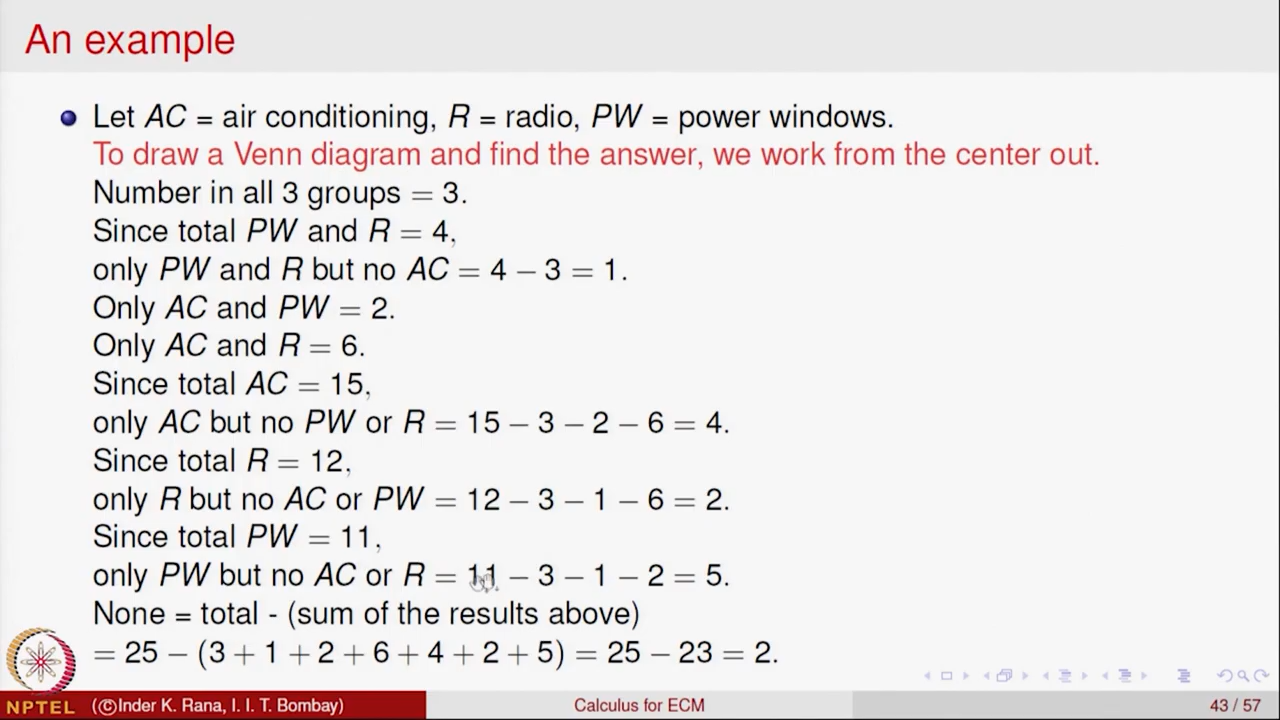 An example
Let AC = air conditioning, R = radio, PW = power windows.
To draw a Venn diagram and find the answer, we work from the center out.
Number in all 3 groups = 3.
Since total PW and R = 4,
only PW and R but no AC = 4 − 3 = 1.
Only AC and PW = 2.
Only AC and R = 6.
Since total AC = 15,
only AC but no PW or R = 15 − 3 − 2 − 6 = 4.
Since total R = 12,
only R but no AC or PW = 12 − 3 − 1 − 6 = 2.
Since total PW = 11,
only PW but no AC or R = 11 − 3 − 1 − 2 = 5.
None = total - (sum of the results above)
= 25 − (3 + 1 + 2 + 6 + 4 + 2 + 5) = 25 − 23 = 2.
NPTEL (©Inder K. Rana, I. I. T. Bombay) Calculus for ECM 43 / 57